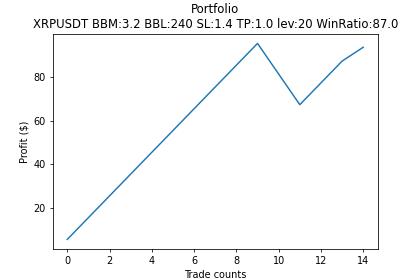 Portfolio
XRPUSDT BBM:3.2 BBL:240 SL:1.4 TP:1.0 lev:20 WinRatio:87.0
80
60
40
20
Profit ($)
0 2 4 6 8 10 12 14
Trade counts